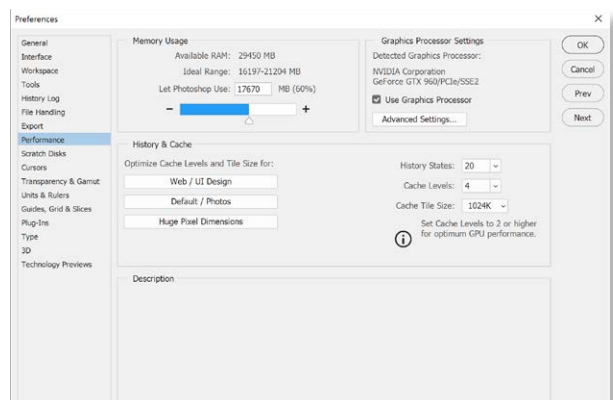 Preferences
General
Interface
Workspace
Tools
History Log
File Handling
Export
Performance
Scratch Disks
Cursors
Transparency & Gamut
Units & Rulers
Guides, Grid & Slices
Plug-Ins
Type
3D
Technology Previews
Memory Usage
Available RAM: 29450 MB
Ideal Range: 16197-21204 MB
Let Photoshop Use: 17670 MB (60%)
- +
Graphics Processor Settings
Detected Graphics Processor:
NVIDIA Corporation
GeForce GTX 960/PCIe/SSE2
Use Graphics Processor
Advanced Settings...
OK
Cancel
Prev
Next
History & Cache
Optimize Cache Levels and Tile Size for:
Web / UI Design
Default / Photos
Huge Pixel Dimensions
History States: 20
Cache Levels: 4
Cache Tile Size: 1024K
Set Cache Levels to 2 or higher
for optimum GPU performance.
Description